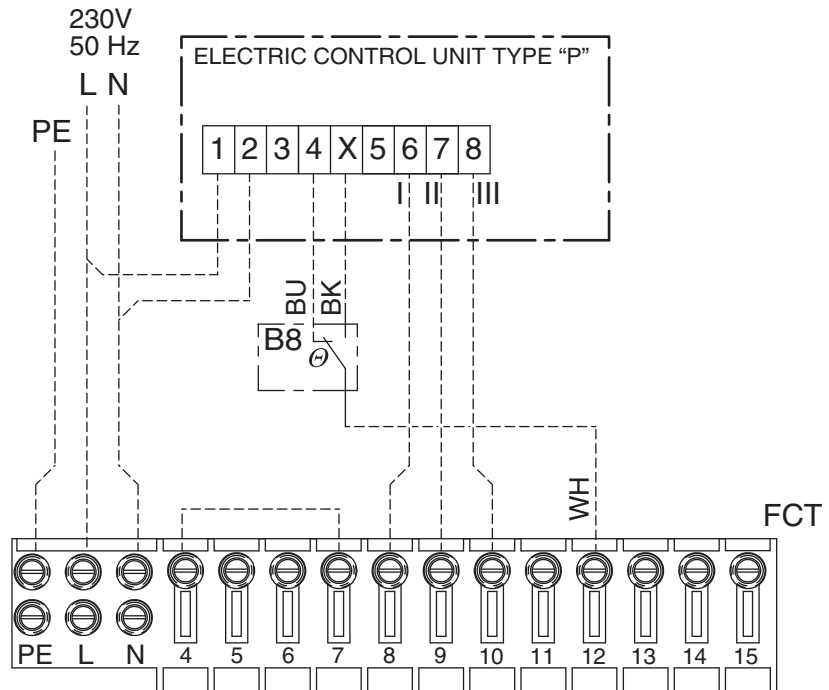 230V
50 Hz
L N
PE
ELECTRIC CONTROL UNIT TYPE “P”
1 2 3 4 X 5 6 7 8
I II III
BU BK
B8
Θ
WH
FCT
PE L N 4 5 6 7 8 9 10 11 12 13 14 15